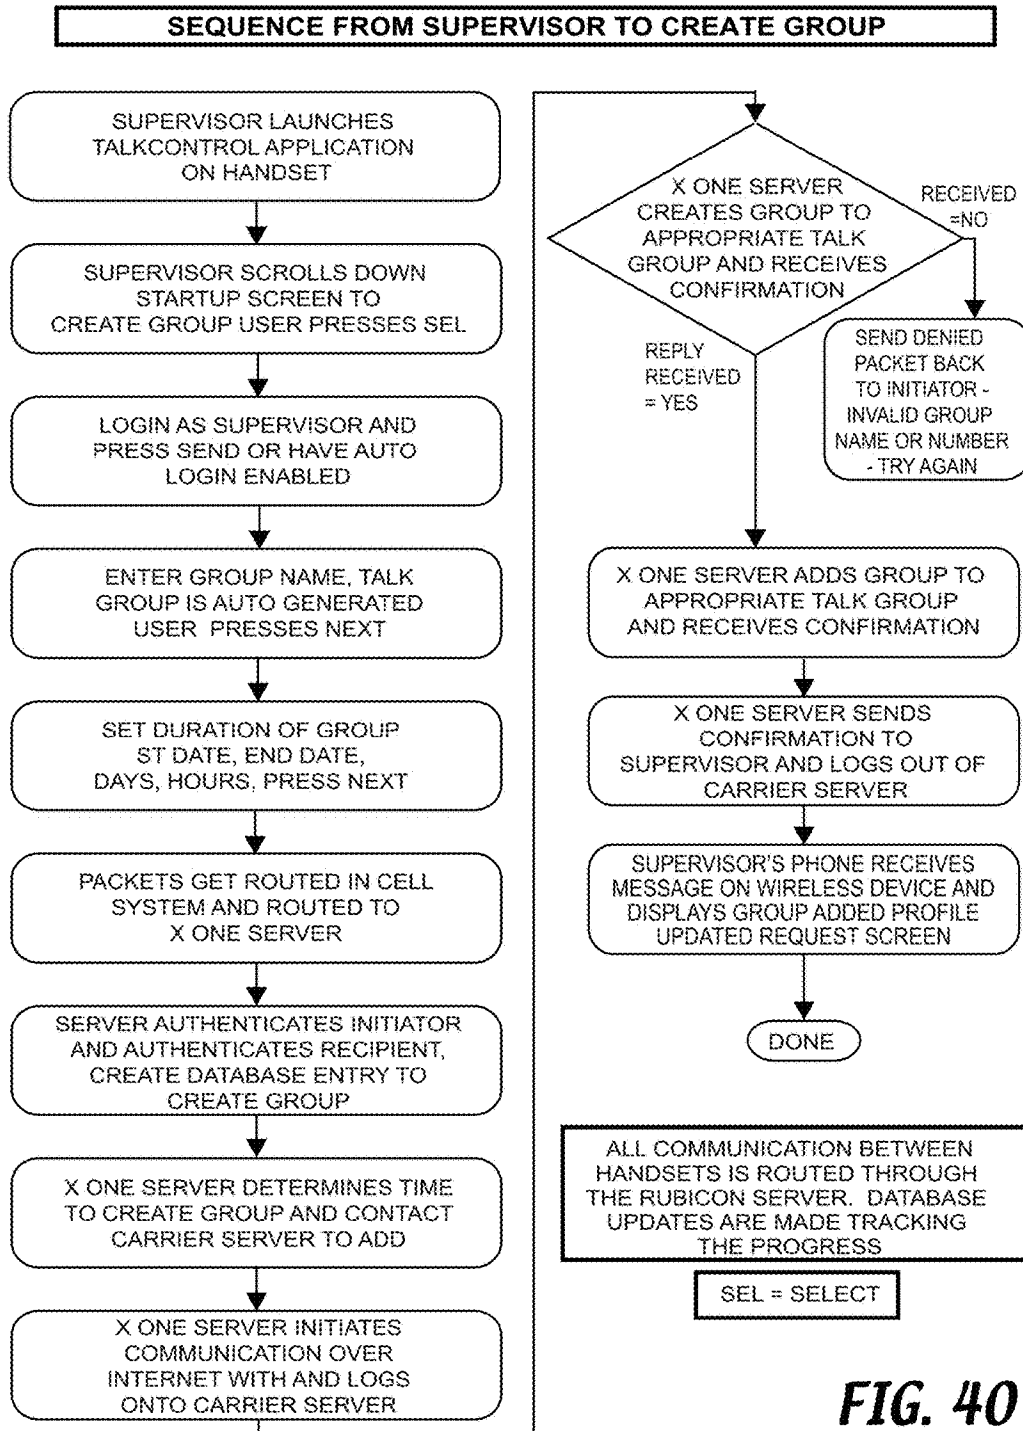 SEQUENCE FROM SUPERVISOR TO CREATE GROUP
SUPERVISOR LAUNCHES
TALKCONTROL APPLICATION
ON HANDSET
SUPERVISOR SCROLLS DOWN
STARTUP SCREEN TO
CREATE GROUP USER PRESSES SEL
LOGIN AS SUPERVISOR AND
PRESS SEND OR HAVE AUTO
LOGIN ENABLED
ENTER GROUP NAME, TALK
GROUP IS AUTO GENERATED
USER PRESSES NEXT
SET DURATION OF GROUP
ST DATE, END DATE,
DAYS, HOURS, PRESS NEXT
PACKETS GET ROUTED IN CELL
SYSTEM AND ROUTED TO
X ONE SERVER
SERVER AUTHENTICATES INITIATOR
AND AUTHENTICATES RECIPIENT,
CREATE DATABASE ENTRY TO
CREATE GROUP
X ONE SERVER DETERMINES TIME
TO CREATE GROUP AND CONTACT
CARRIER SERVER TO ADD
X ONE SERVER INITIATES
COMMUNICATION OVER
INTERNET WITH AND LOGS
ONTO CARRIER SERVER
X ONE SERVER
CREATES GROUP TO
APPROPRIATE TALK
GROUP AND RECEIVES
CONFIRMATION
RECEIVED
=NO
SEND DENIED
PACKET BACK
TO INITIATOR -
INVALID GROUP
NAME OR NUMBER
- TRY AGAIN
REPLY
RECEIVED
= YES
X ONE SERVER ADDS GROUP TO
APPROPRIATE TALK GROUP
AND RECEIVES CONFIRMATION
X ONE SERVER SENDS
CONFIRMATION TO
SUPERVISOR AND LOGS OUT OF
CARRIER SERVER
SUPERVISOR'S PHONE RECEIVES
MESSAGE ON WIRELESS DEVICE AND
DISPLAYS GROUP ADDED PROFILE
UPDATED REQUEST SCREEN
DONE
ALL COMMUNICATION BETWEEN
HANDSETS IS ROUTED THROUGH
THE RUBICON SERVER. DATABASE
UPDATES ARE MADE TRACKING
THE PROGRESS
SEL = SELECT
FIG. 40